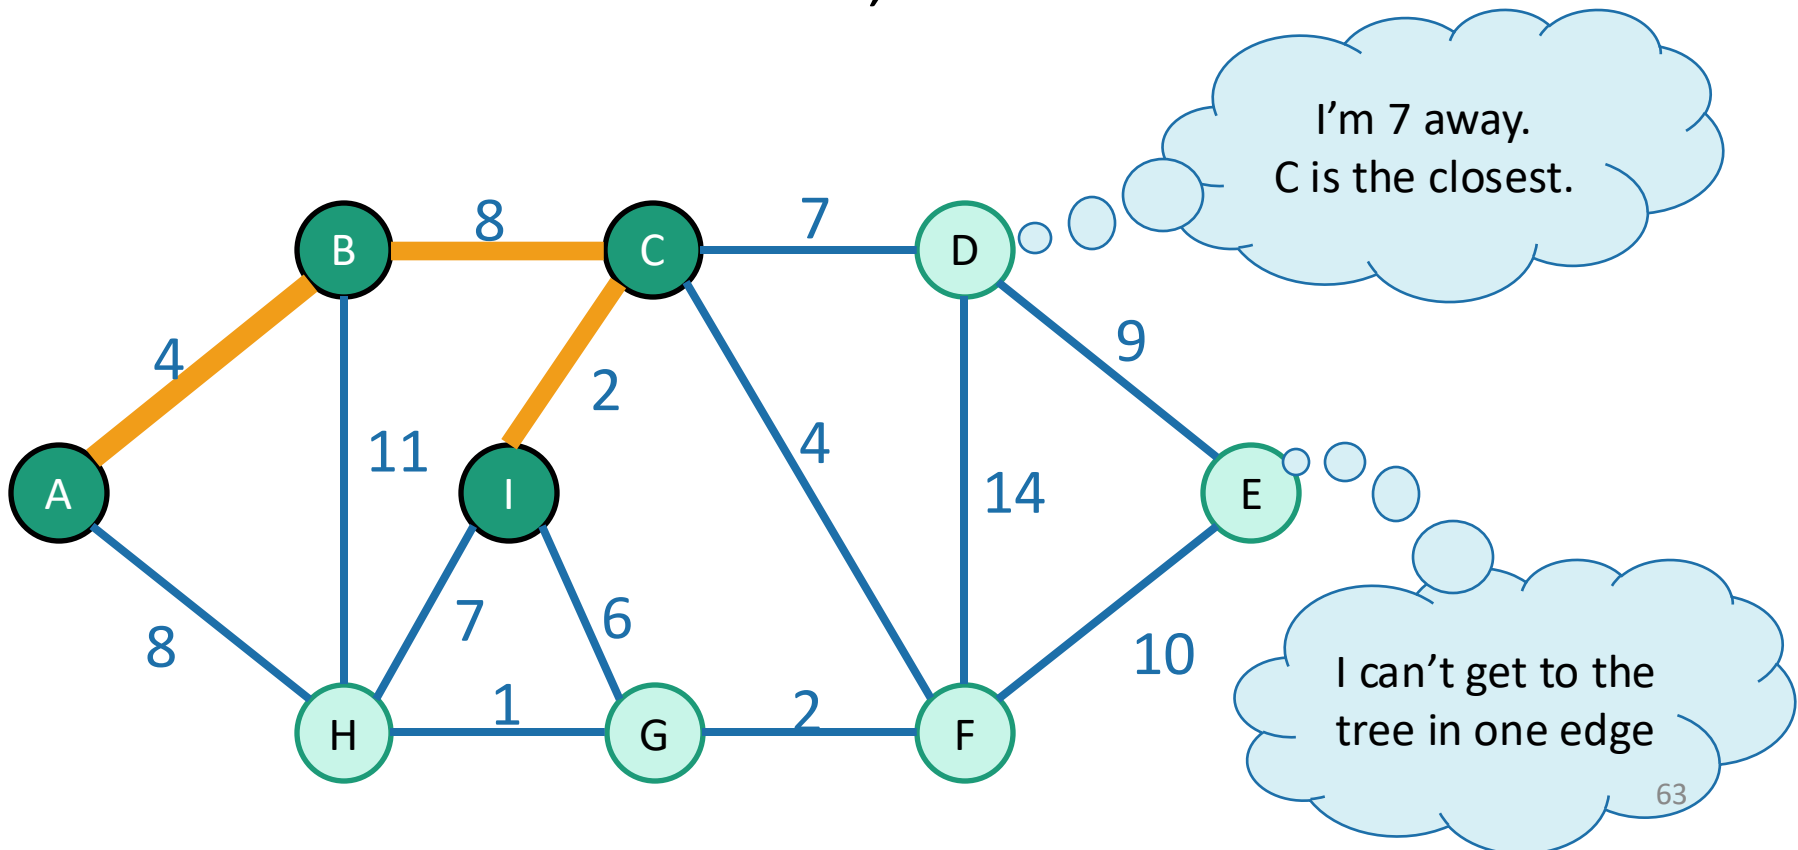 I'm 7 away.
C is the closest.
8
7
B
C
D
9
4
2
11
4
14
A
I
E
7
6
8
10
I can't get to the
tree in one edge
1
2
H
G
F
63